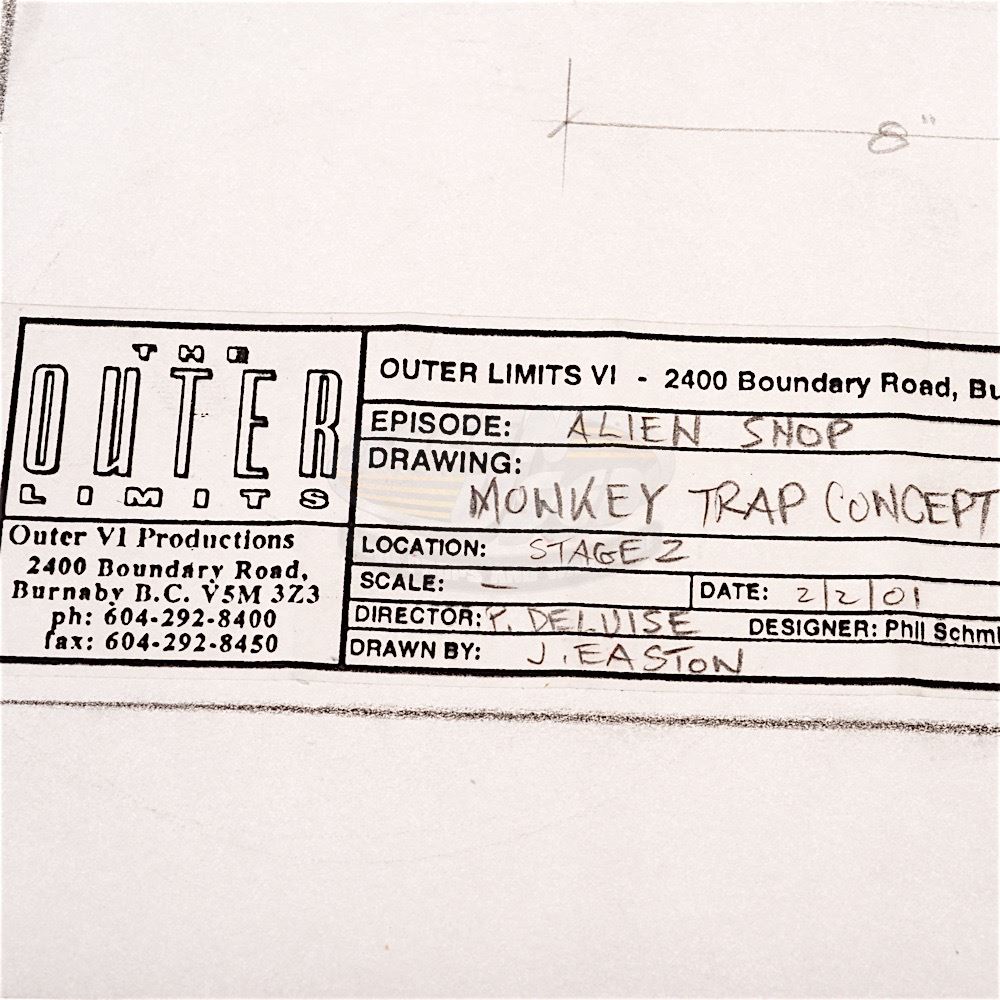 8"
THE
OUTER
LIMITS
Outer VI Productions
2400 Boundary Road,
Burnaby B.C. V5M 3Z3
ph: 604-292-8400
fax: 604-292-8450
OUTER LIMITS VI - 2400 Boundary Road, Bu
EPISODE: ALIEN SHOP
DRAWING:
MONKEY TRAP CONCEPT
LOCATION: STAGE 2
SCALE: — DATE: 2/2/01
DIRECTOR: P. DELUISE DESIGNER: Phil Schmi
DRAWN BY: J. EASTON